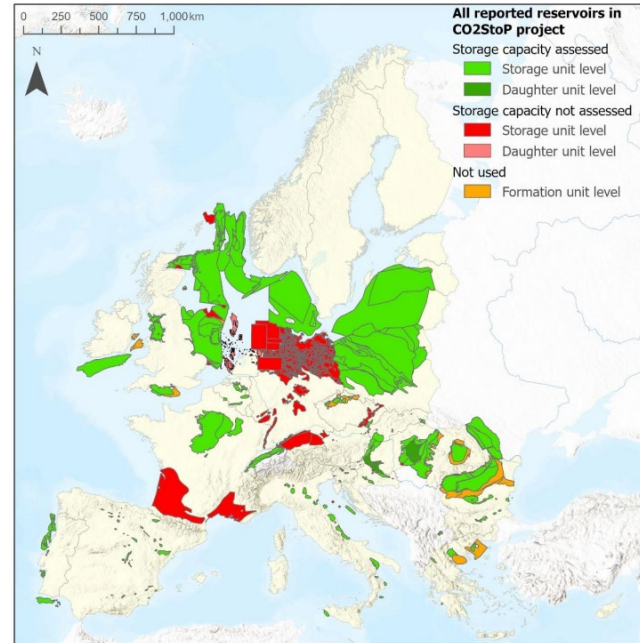 0 250 500 1,000 km
N
All reported reservoirs in
CO2StoP project
Storage capacity assessed
Storage unit level
Daughter unit level
Storage capacity not assessed
Storage unit level
Daughter unit level
Not used
Formation unit level